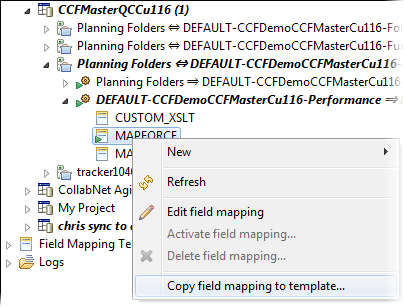 CCFMasterQCCu116 (1)
Planning Folders ⇔ DEFAULT-CCFDemoCCFMasterCu116-Fo
Planning Folders ⇔ DEFAULT-CCFDemoCCFMasterCu116-Fu
Planning Folders ⇔ DEFAULT-CCFDemoCCFMasterCu116-
Planning Folders ⇒ DEFAULT-CCFDemoCCFMasterCu116
DEFAULT-CCFDemoCCFMasterCu116-Performance ⇒
CUSTOM_XSLT
MAPFORCE
MA
tracker1040
CollabNet Agi
My Project
chris sync to
Field Mapping Te
Logs
New
Refresh
Edit field mapping
Activate field mapping...
Delete field mapping...
Copy field mapping to template...